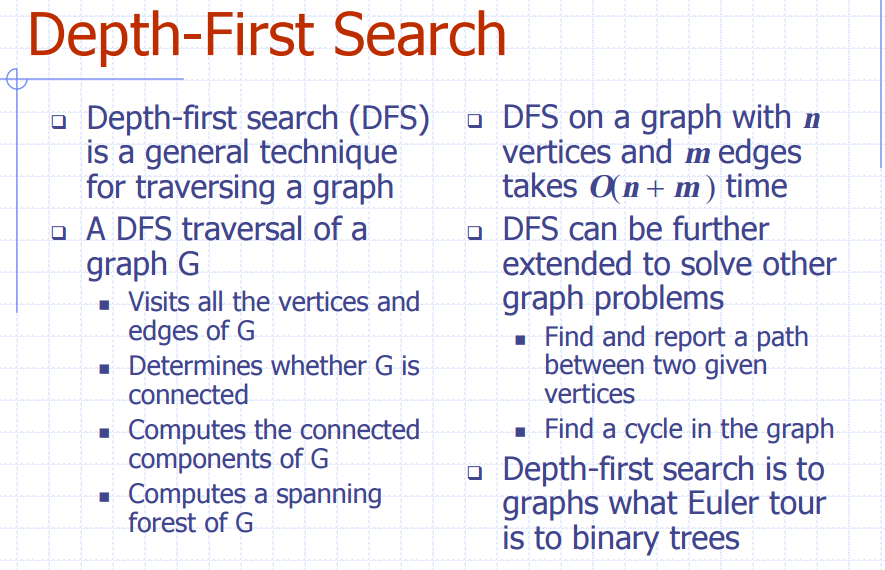 Depth-First Search
Depth-first search (DFS)
is a general technique
for traversing a graph
A DFS traversal of a
graph G
Visits all the vertices and
edges of G
Determines whether G is
connected
Computes the connected
components of G
Computes a spanning
forest of G
DFS on a graph with n
vertices and m edges
takes O(n + m ) time
DFS can be further
extended to solve other
graph problems
Find and report a path
between two given
vertices
Find a cycle in the graph
Depth-first search is to
graphs what Euler tour
is to binary trees